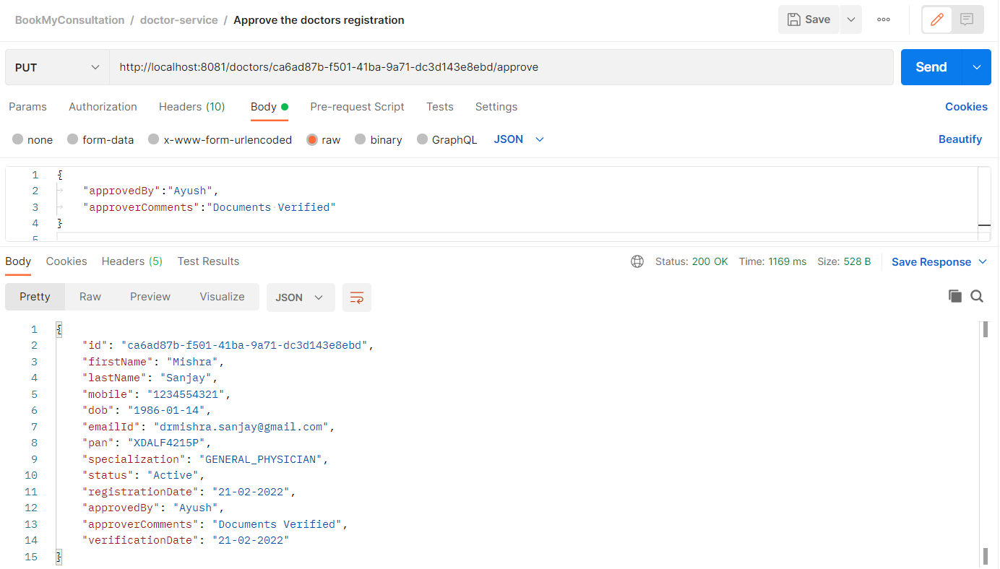 BookMyConsultation / doctor-service / Approve the doctors registration
Save
PUT
http://localhost:8081/doctors/ca6ad87b-f501-41ba-9a71-dc3d143e8ebd/approve
Send
Params Authorization Headers (10) Body Pre-request Script Tests Settings Cookies
none form-data x-www-form-urlencoded raw binary GraphQL JSON Beautify
1 {
2 "approvedBy":"Ayush",
3 "approverComments":"Documents Verified"
4 }
5
Body Cookies Headers (5) Test Results Status: 200 OK Time: 1169 ms Size: 528 B Save Response
Pretty Raw Preview Visualize JSON
1 {
2 "id": "ca6ad87b-f501-41ba-9a71-dc3d143e8ebd",
3 "firstName": "Mishra",
4 "lastName": "Sanjay",
5 "mobile": "1234554321",
6 "dob": "1986-01-14",
7 "emailId": "drmishra.sanjay@gmail.com",
8 "pan": "XDALF4215P",
9 "specialization": "GENERAL_PHYSICIAN",
10 "status": "Active",
11 "registrationDate": "21-02-2022",
12 "approvedBy": "Ayush",
13 "approverComments": "Documents Verified",
14 "verificationDate": "21-02-2022"
15 }